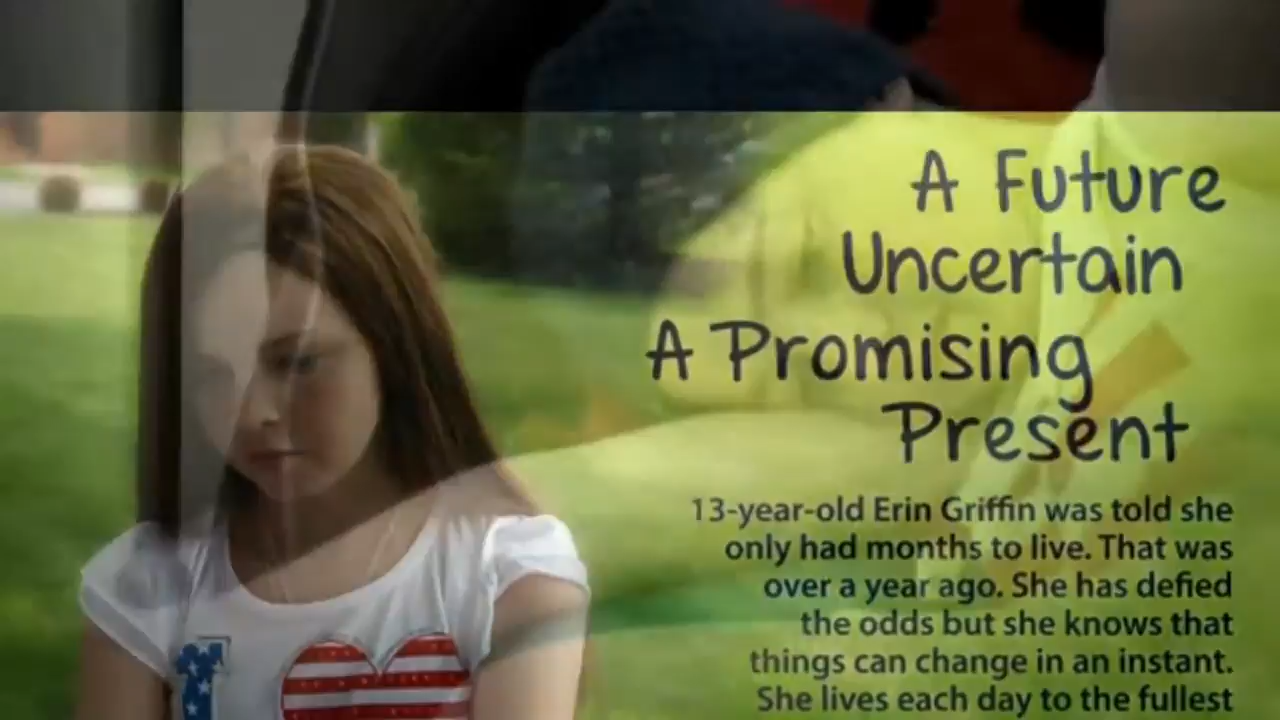 A Future
Uncertain
A Promising
Present
13-year-old Erin Griffin was told she
only had months to live. That was
over a year ago. She has defied
the odds but she knows that
things can change in an instant.
She lives each day to the fullest
I